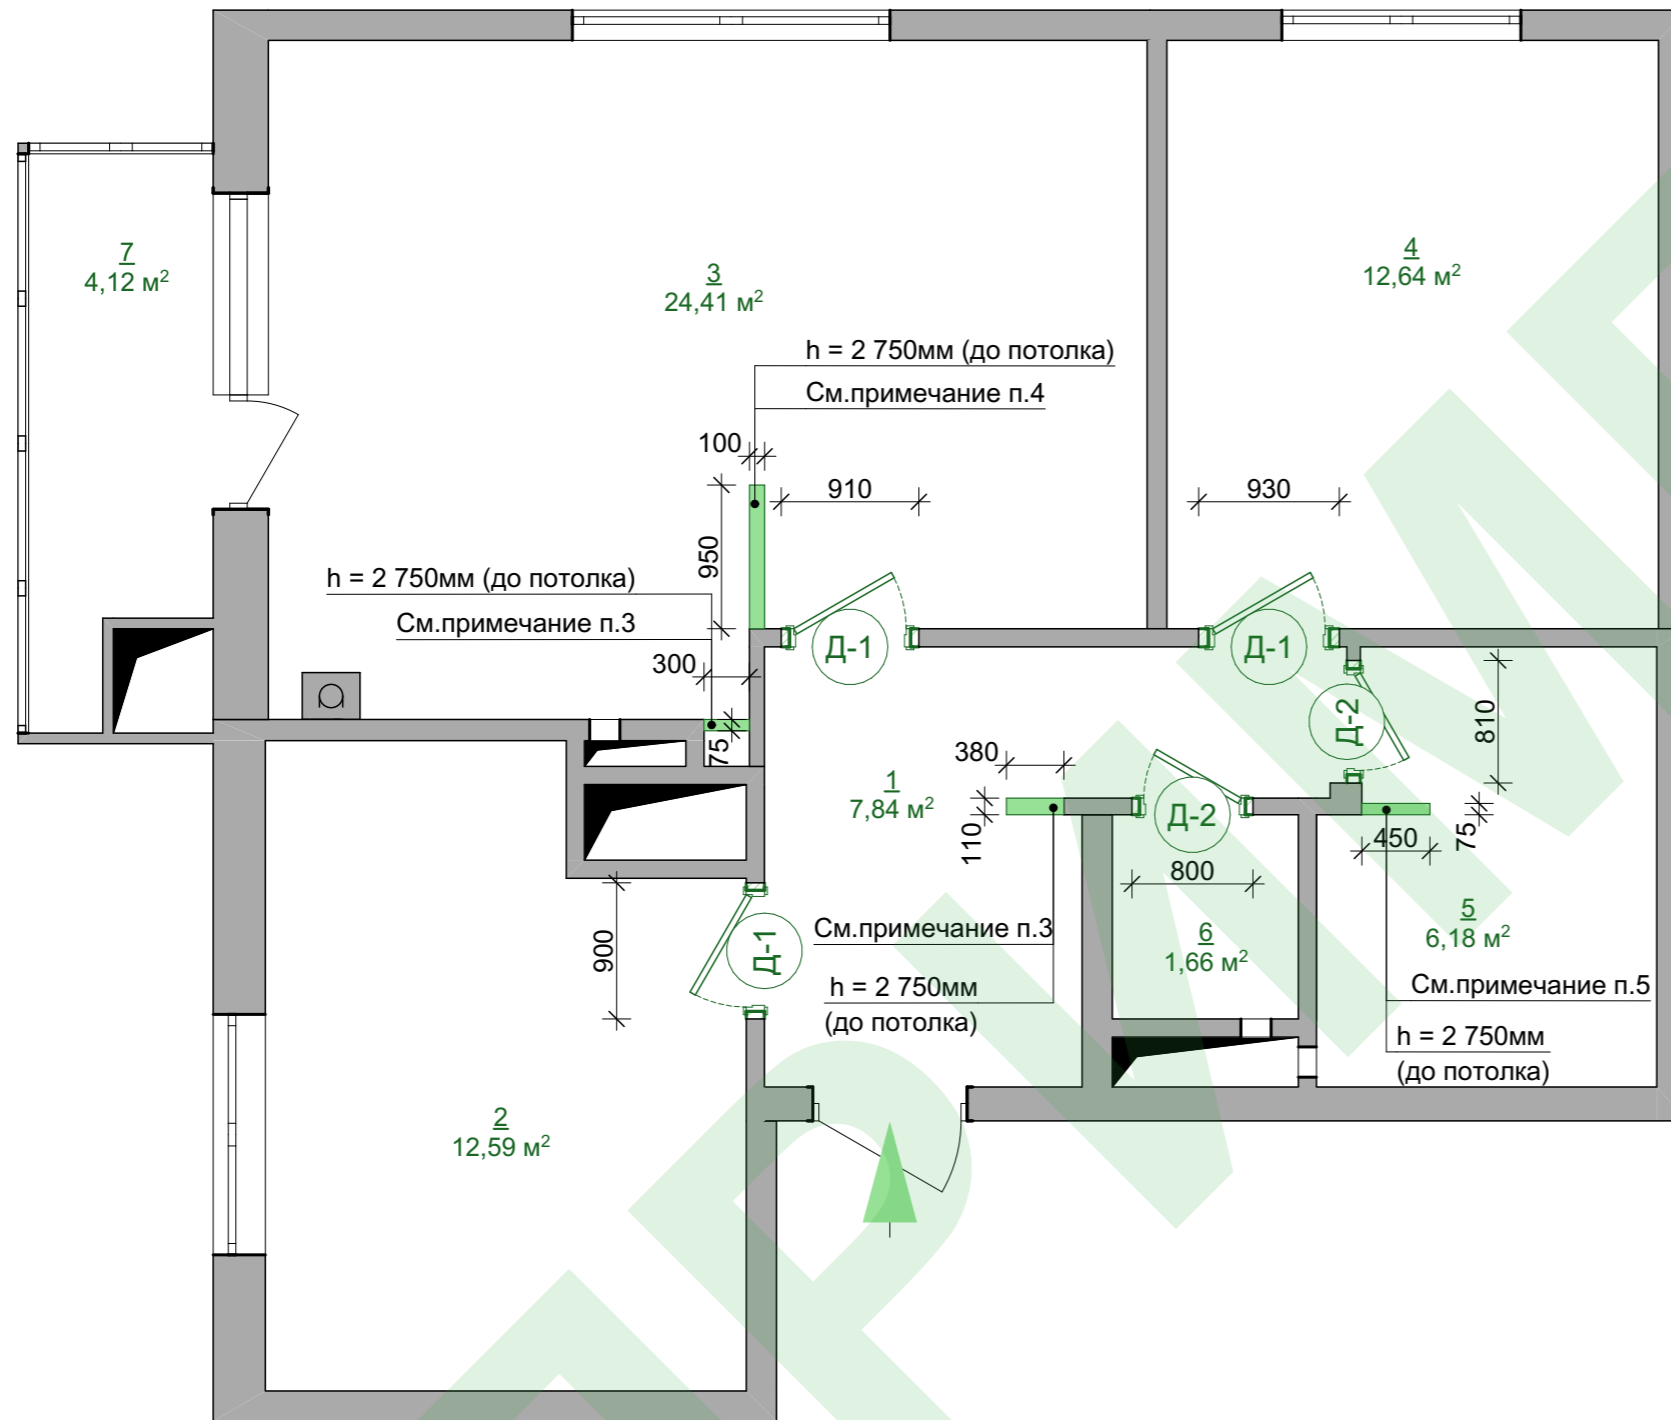 7
4,12 м²
3
24,41 м²
4
12,64 м²
h = 2 750мм (до потолка)
См.примечание п.4
100
910
930
950
h = 2 750мм (до потолка)
См.примечание п.3
300
Д-1
Д-1
Д-2
810
75
380
1
7,84 м²
110
Д-2
800
450
75
См.примечание п.3
h = 2 750мм
(до потолка)
900
Д-1
6
1,66 м²
5
6,18 м²
См.примечание п.5
h = 2 750мм
(до потолка)
2
12,59 м²